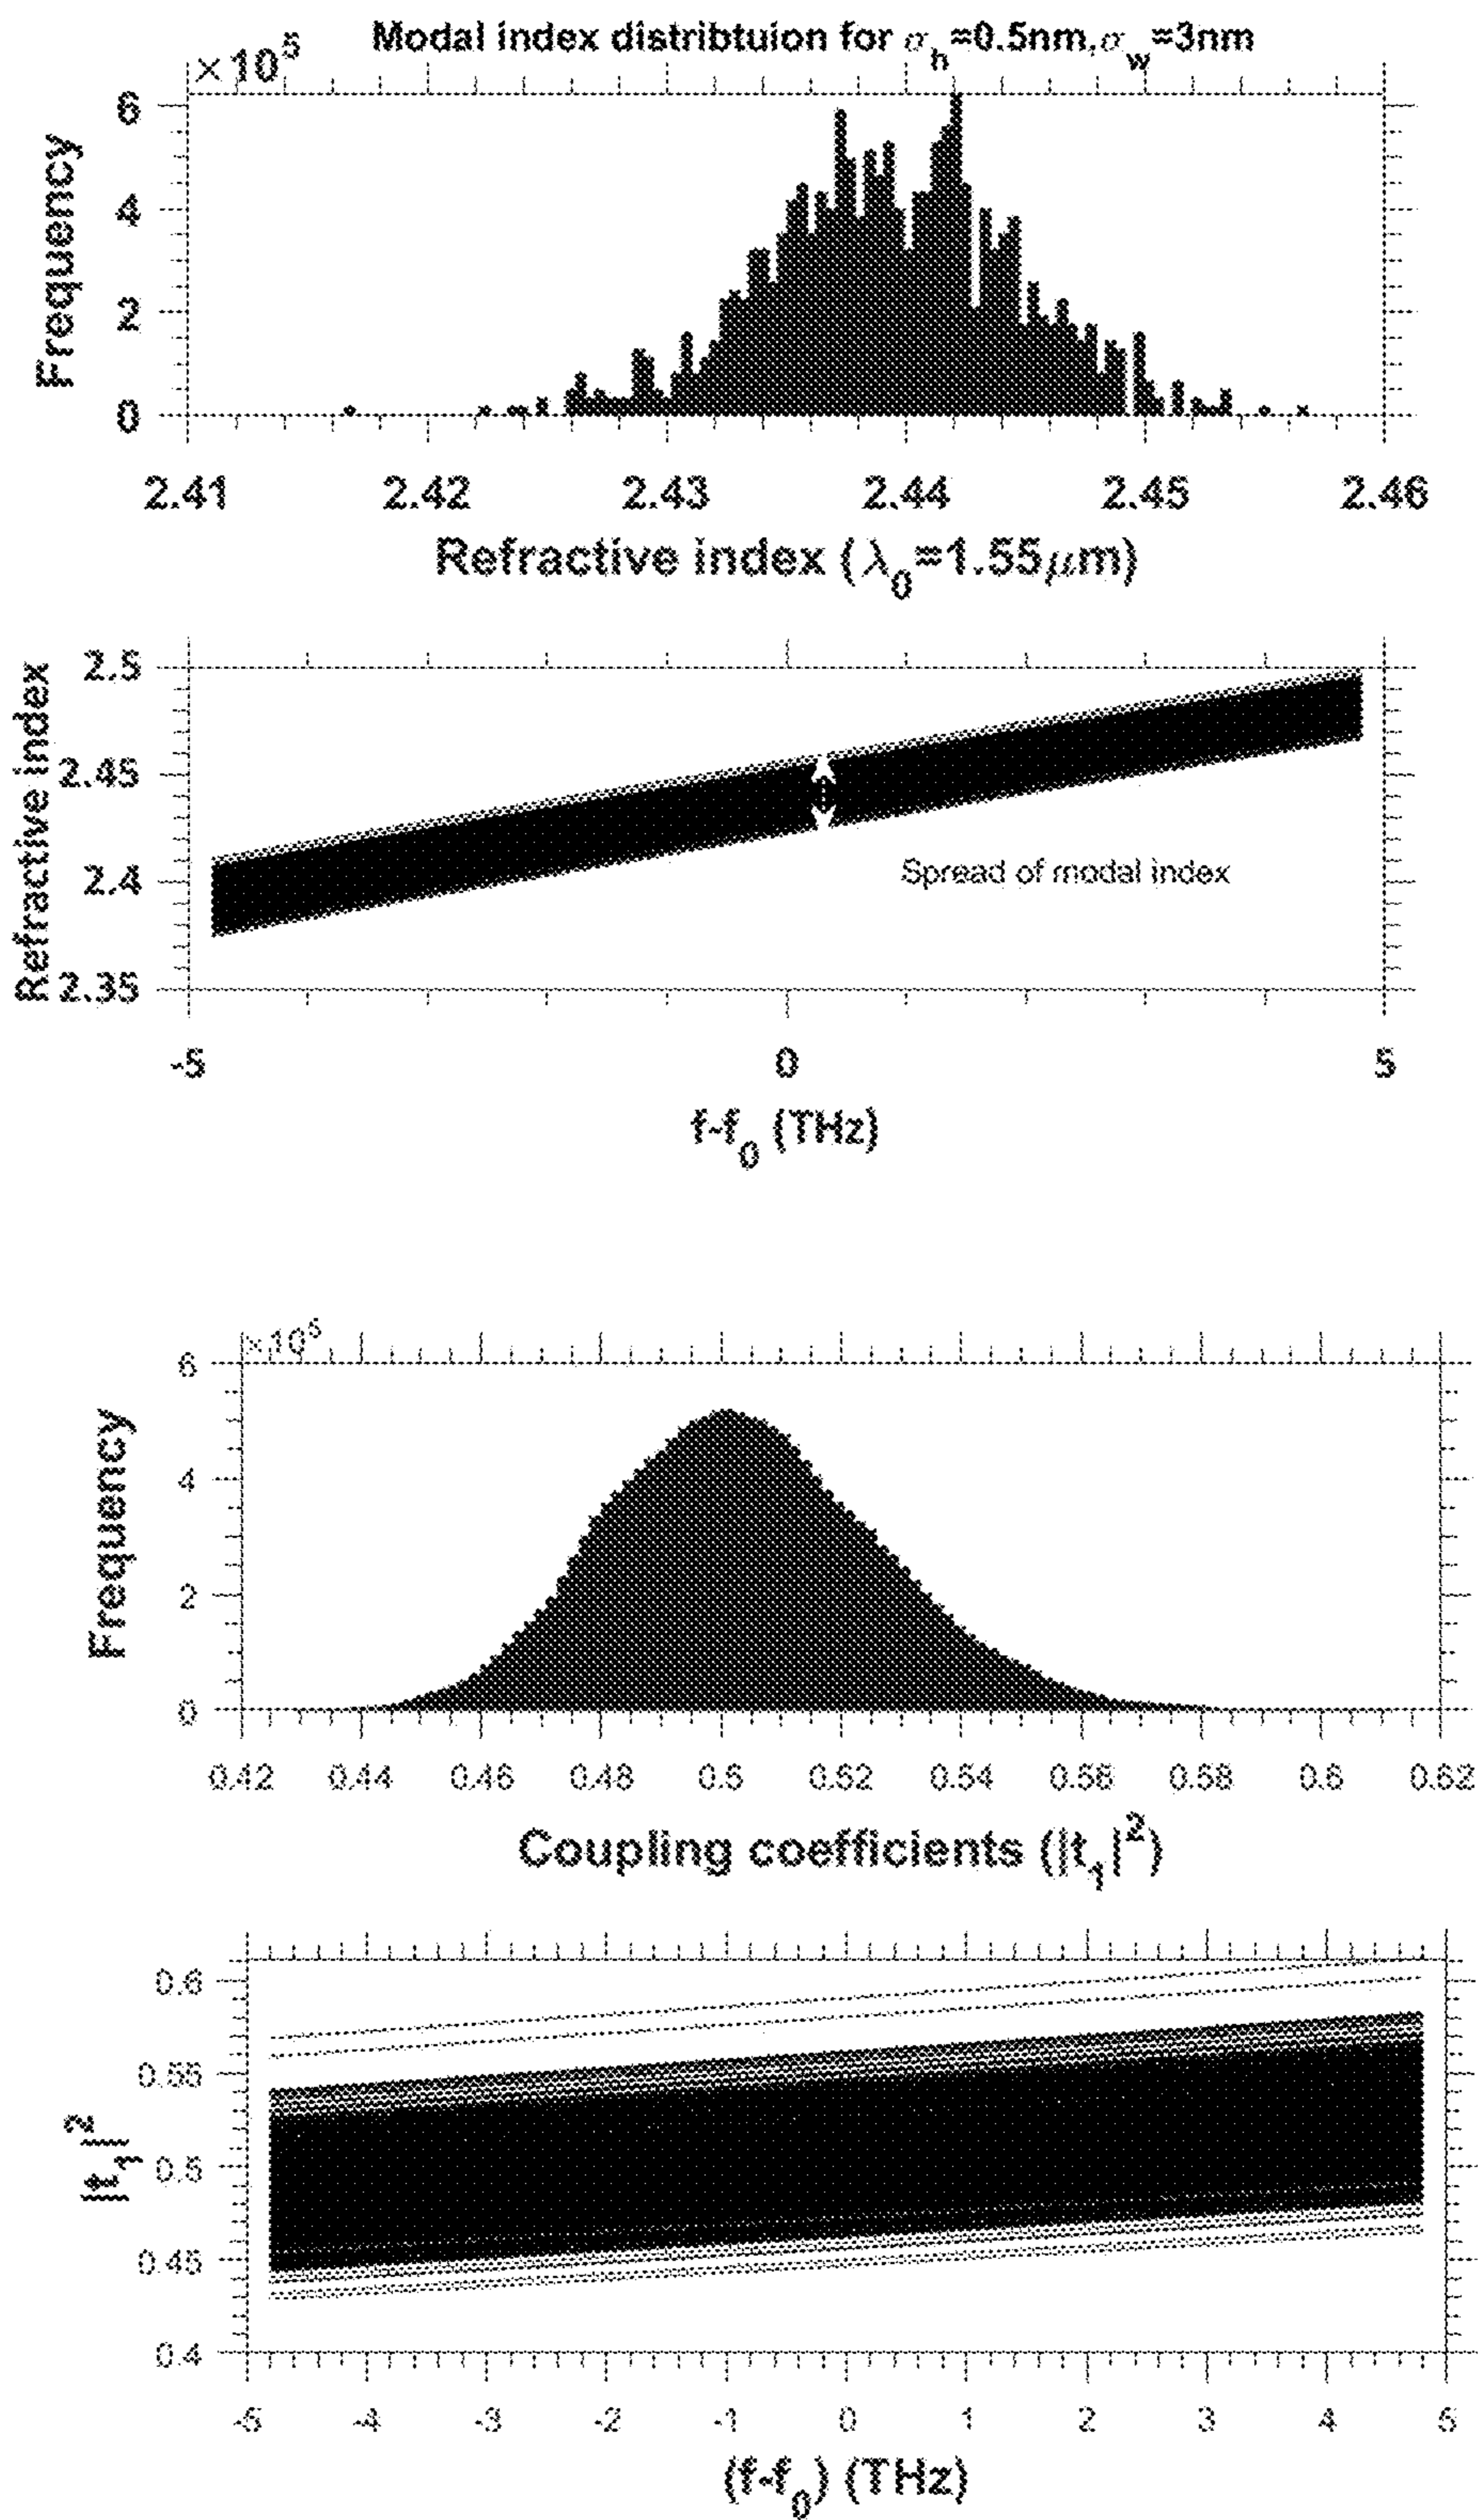 Modal index distribtuion for σh=0.5nm,σw=3nm
×10⁵
Frequency
6
4
2
0
2.41 2.42 2.43 2.44 2.45 2.46
Refractive index (λ0=1.55μm)
Refractive index
2.5
2.45
2.4
2.35
Spread of modal index
-5 0 5
f-f0 (THz)
×10⁵
Frequency
6
4
2
0
0.42 0.44 0.46 0.48 0.5 0.52 0.54 0.56 0.58 0.6 0.62
Coupling coefficients (|t1|²)
|t1|²
0.6
0.55
0.5
0.45
0.4
-5 -4 -3 -2 -1 0 1 2 3 4 5
(f-f0) (THz)